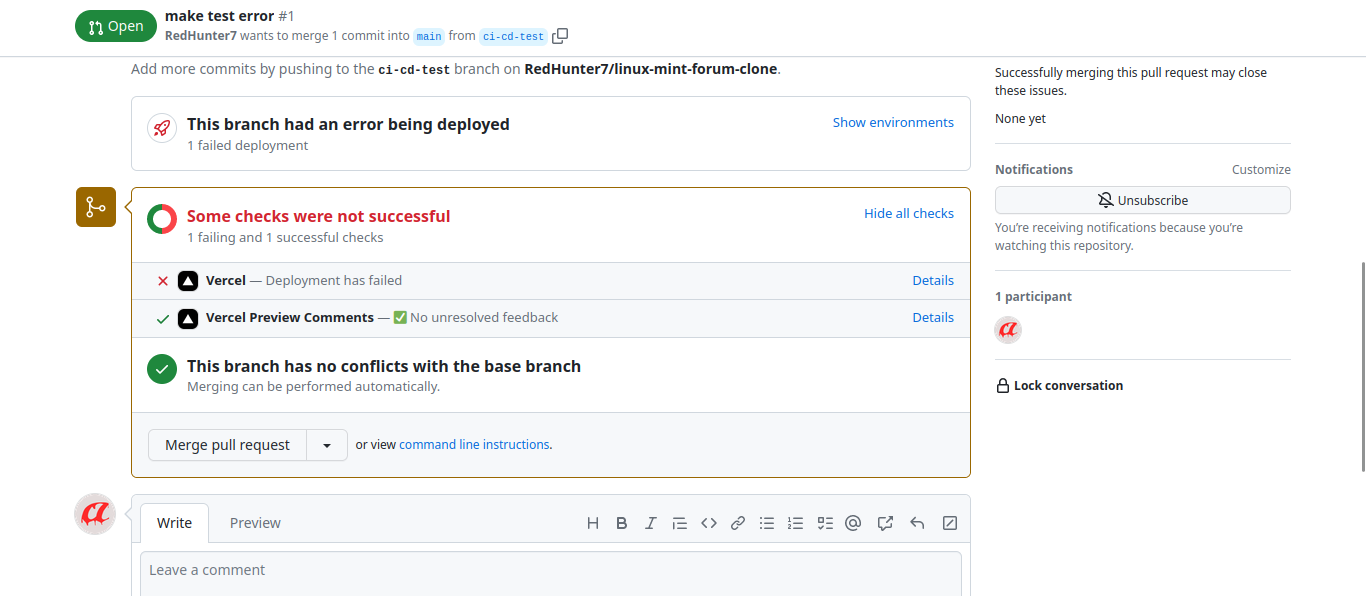 Open
make test error #1
RedHunter7 wants to merge 1 commit into main from ci-cd-test
Add more commits by pushing to the ci-cd-test branch on RedHunter7/linux-mint-forum-clone.
This branch had an error being deployed
Show environments
1 failed deployment
Some checks were not successful
Hide all checks
1 failing and 1 successful checks
Vercel — Deployment has failed
Details
Vercel Preview Comments — ✅ No unresolved feedback
Details
This branch has no conflicts with the base branch
Merging can be performed automatically.
Merge pull request
or view command line instructions.
Write
Preview
Leave a comment
Successfully merging this pull request may close
these issues.
None yet
Notifications
Customize
Unsubscribe
You’re receiving notifications because you’re
watching this repository.
1 participant
Lock conversation